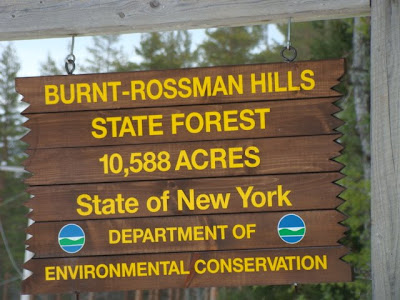 BURNT-ROSSMAN HILLS
STATE FOREST
10,588 ACRES
State of New York
DEPARTMENT OF
ENVIRONMENTAL CONSERVATION